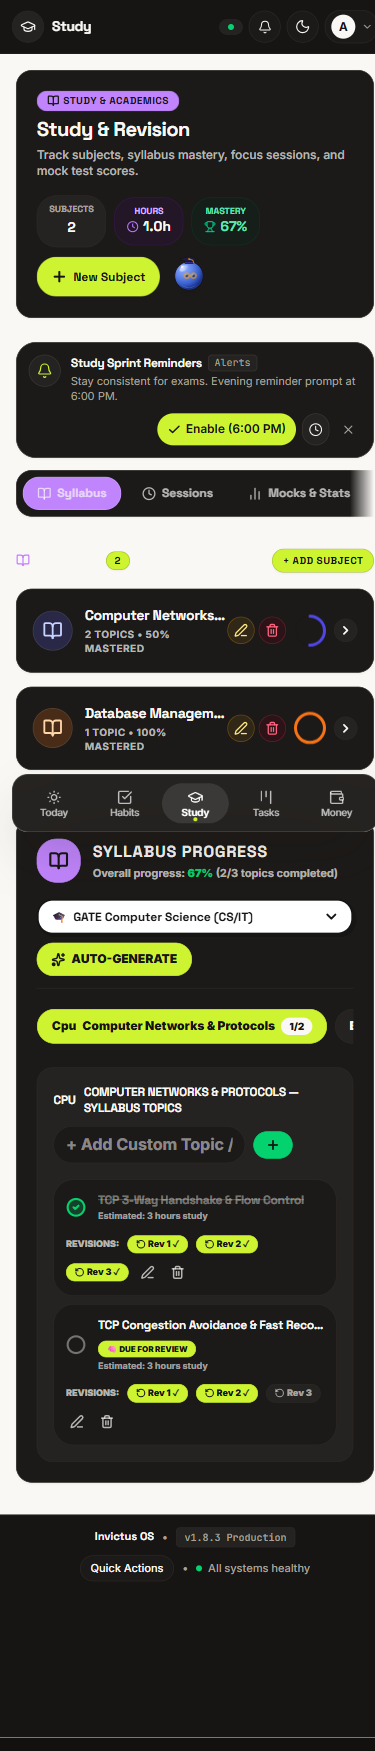 Study
A
STUDY & ACADEMICS
Study & Revision
Track subjects, syllabus mastery, focus sessions, and
mock test scores.
SUBJECTS
2
HOURS
1.0h
MASTERY
67%
+ New Subject
Study Sprint Reminders Alerts
Stay consistent for exams. Evening reminder prompt at
6:00 PM.
Enable (6:00 PM)
Syllabus Sessions Mocks & Stats
2 + ADD SUBJECT
Computer Networks...
2 TOPICS • 50%
MASTERED
Database Managem...
1 TOPIC • 100%
MASTERED
Today Habits Study Tasks Money
SYLLABUS PROGRESS
Overall progress: 67% (2/3 topics completed)
GATE Computer Science (CS/IT)
AUTO-GENERATE
Cpu Computer Networks & Protocols 1/2
CPU COMPUTER NETWORKS & PROTOCOLS —
SYLLABUS TOPICS
+ Add Custom Topic / +
TCP 3-Way Handshake & Flow Control
Estimated: 3 hours study
REVISIONS: Rev 1 ✓ Rev 2 ✓
Rev 3 ✓
TCP Congestion Avoidance & Fast Reco...
DUE FOR REVIEW
Estimated: 3 hours study
REVISIONS: Rev 1 ✓ Rev 2 ✓ Rev 3
Invictus OS • v1.8.3 Production
Quick Actions • All systems healthy